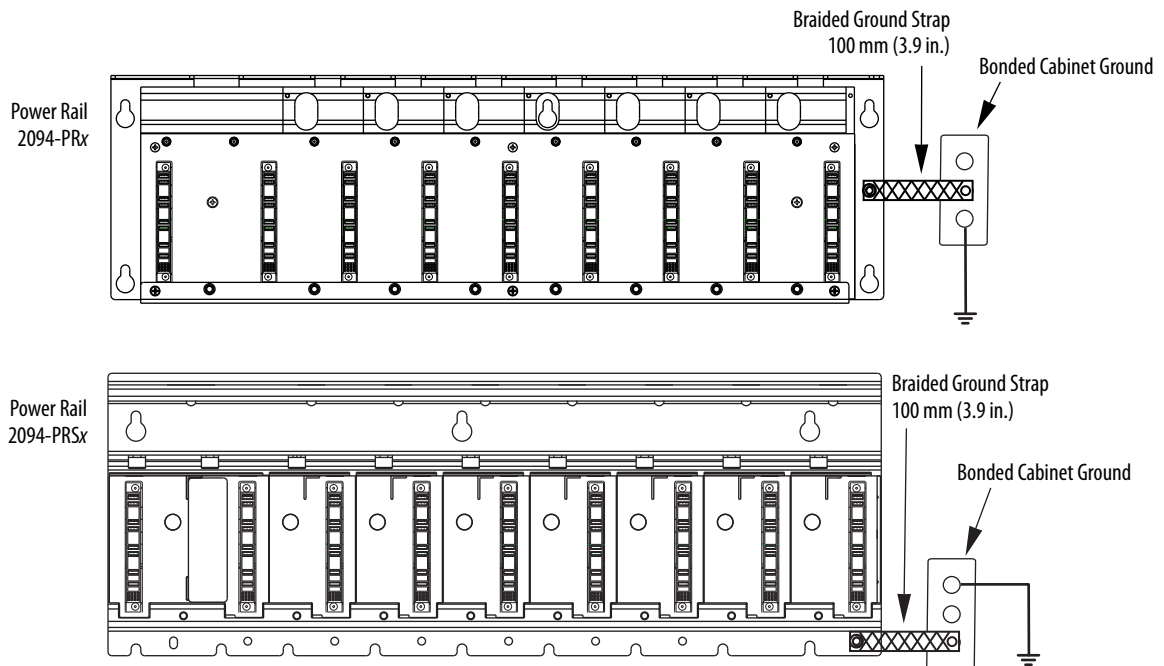 Braided Ground Strap
100 mm (3.9 in.)
Bonded Cabinet Ground
Power Rail
2094-PRx
Braided Ground Strap
100 mm (3.9 in.)
Power Rail
2094-PRSx
Bonded Cabinet Ground